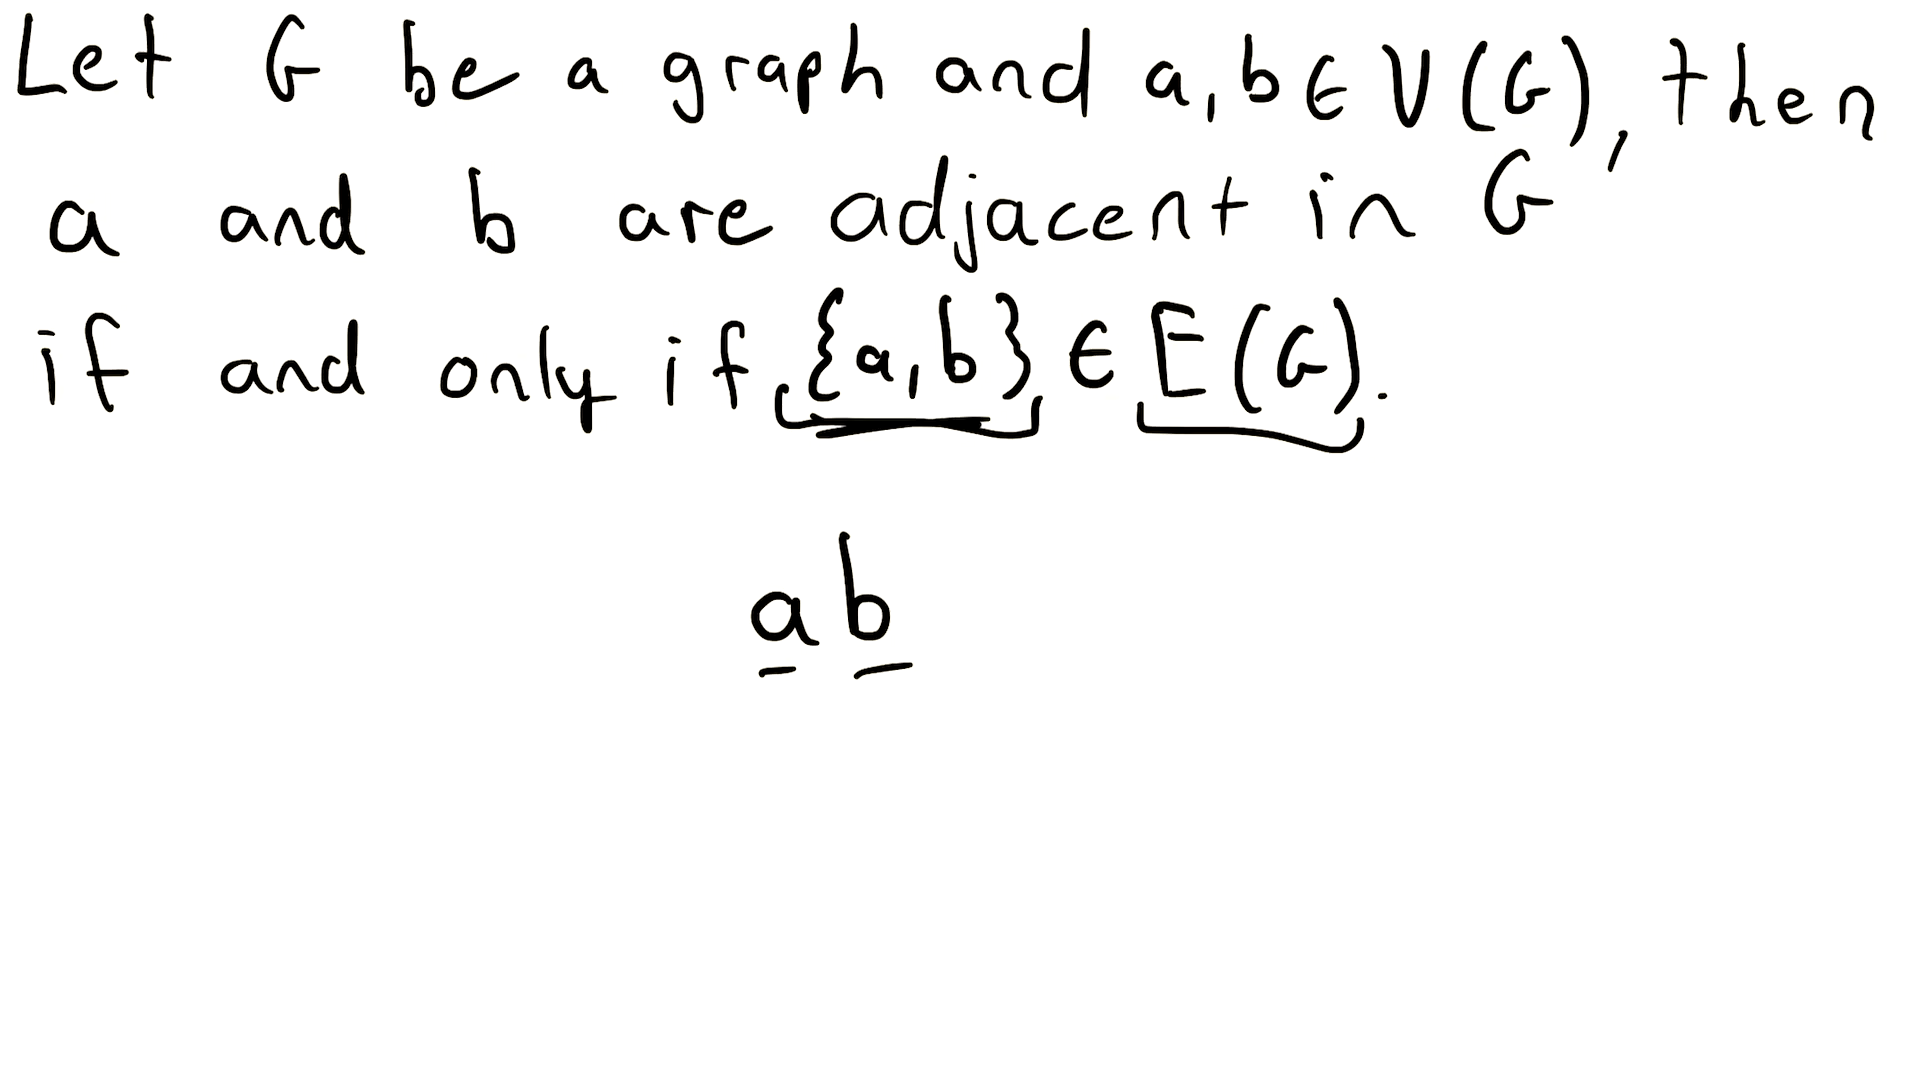 Let G be a graph and a, b ∈ V(G), then
a and b are adjacent in G
if and only if {a, b} ∈ E(G).
ab